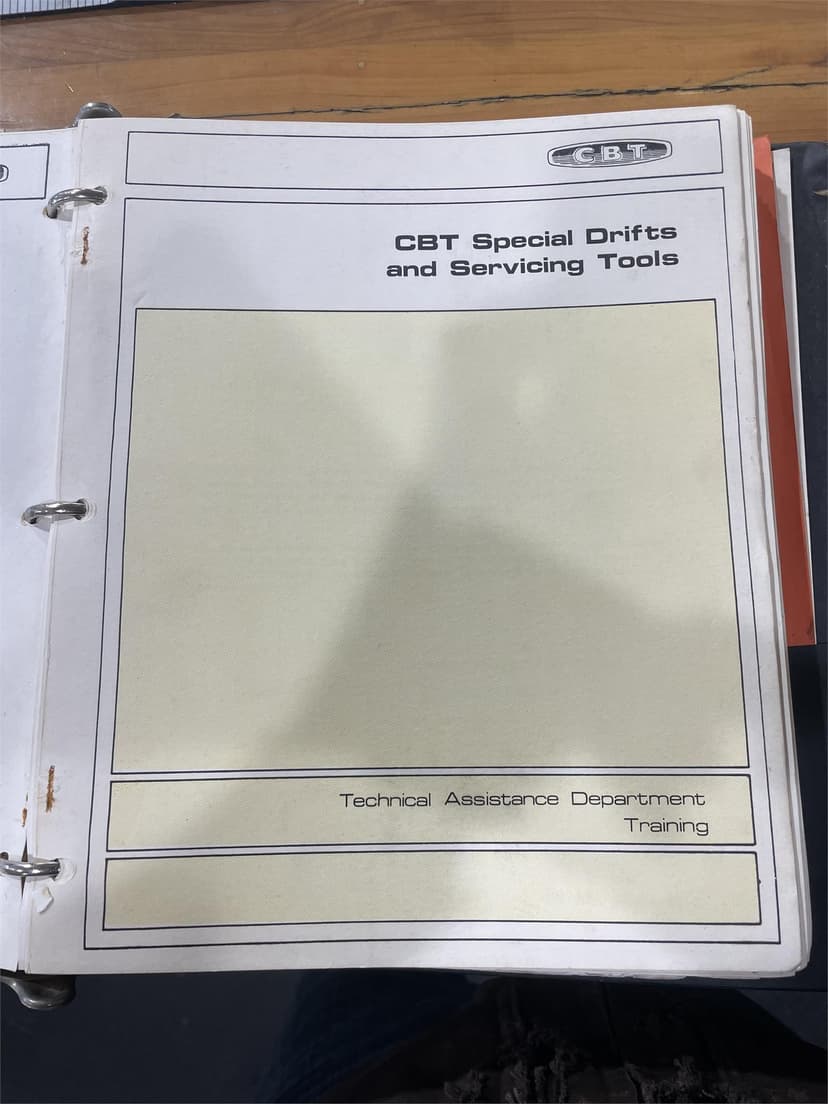 CBT
CBT Special Drifts
and Servicing Tools
Technical Assistance Department
Training